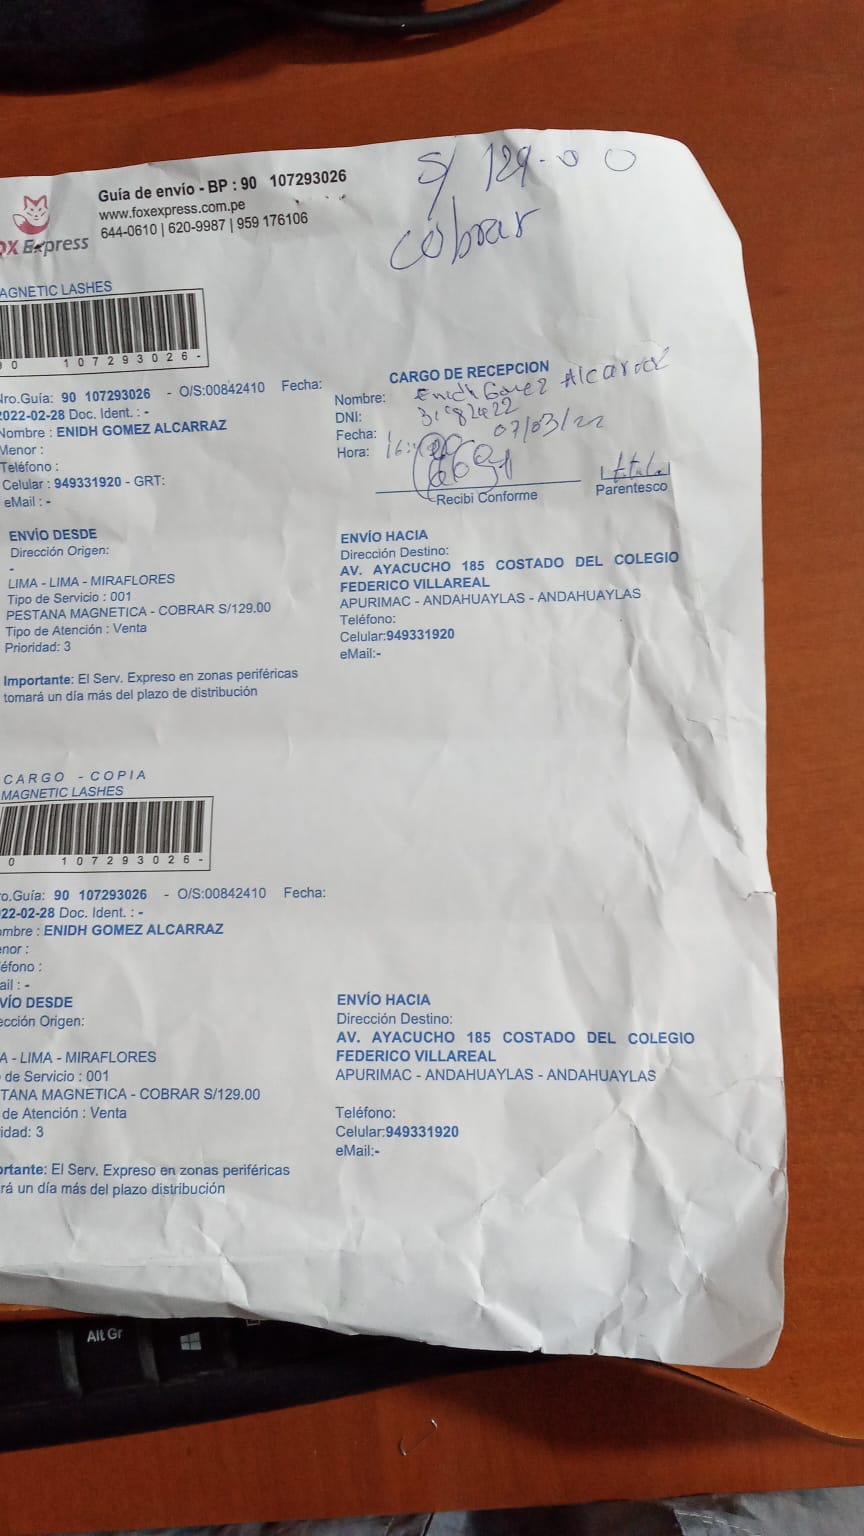 Guía de envío - BP : 90 107293026
www.foxexpress.com.pe
644-0610 | 620-9987 | 959 176106
OX Express
S/ 129.00
cobrar
AGNETIC LASHES
0 107293026-
Nro.Guía: 90 107293026 - O/S:00842410 Fecha:
2022-02-28 Doc. Ident. : -
Nombre : ENIDH GOMEZ ALCARRAZ
Menor :
Teléfono :
Celular : 949331920 - GRT:
eMail : -
CARGO DE RECEPCION
Nombre: Enidh Gomez Alcarraz
DNI:
Fecha: 07/03/22
Hora:
Recibi Conforme
Parentesco
ENVÍO DESDE
Dirección Origen:
-
LIMA - LIMA - MIRAFLORES
Tipo de Servicio : 001
PESTANA MAGNETICA - COBRAR S/129.00
Tipo de Atención : Venta
Prioridad: 3
ENVÍO HACIA
Dirección Destino:
AV. AYACUCHO 185 COSTADO DEL COLEGIO
FEDERICO VILLAREAL
APURIMAC - ANDAHUAYLAS - ANDAHUAYLAS
Teléfono:
Celular:949331920
eMail:-
Importante: El Serv. Expreso en zonas periféricas
tomará un día más del plazo de distribución
CARGO - COPIA
MAGNETIC LASHES
0 107293026-
ro.Guía: 90 107293026 - O/S:00842410 Fecha:
22-02-28 Doc. Ident. : -
ombre : ENIDH GOMEZ ALCARRAZ
enor :
éfono :
ail : -
VÍO DESDE
ección Origen:
A - LIMA - MIRAFLORES
de Servicio : 001
TANA MAGNETICA - COBRAR S/129.00
de Atención : Venta
idad: 3
ENVÍO HACIA
Dirección Destino:
AV. AYACUCHO 185 COSTADO DEL COLEGIO
FEDERICO VILLAREAL
APURIMAC - ANDAHUAYLAS - ANDAHUAYLAS
Teléfono:
Celular:949331920
eMail:-
ortante: El Serv. Expreso en zonas periféricas
rá un día más del plazo distribución
Alt Gr